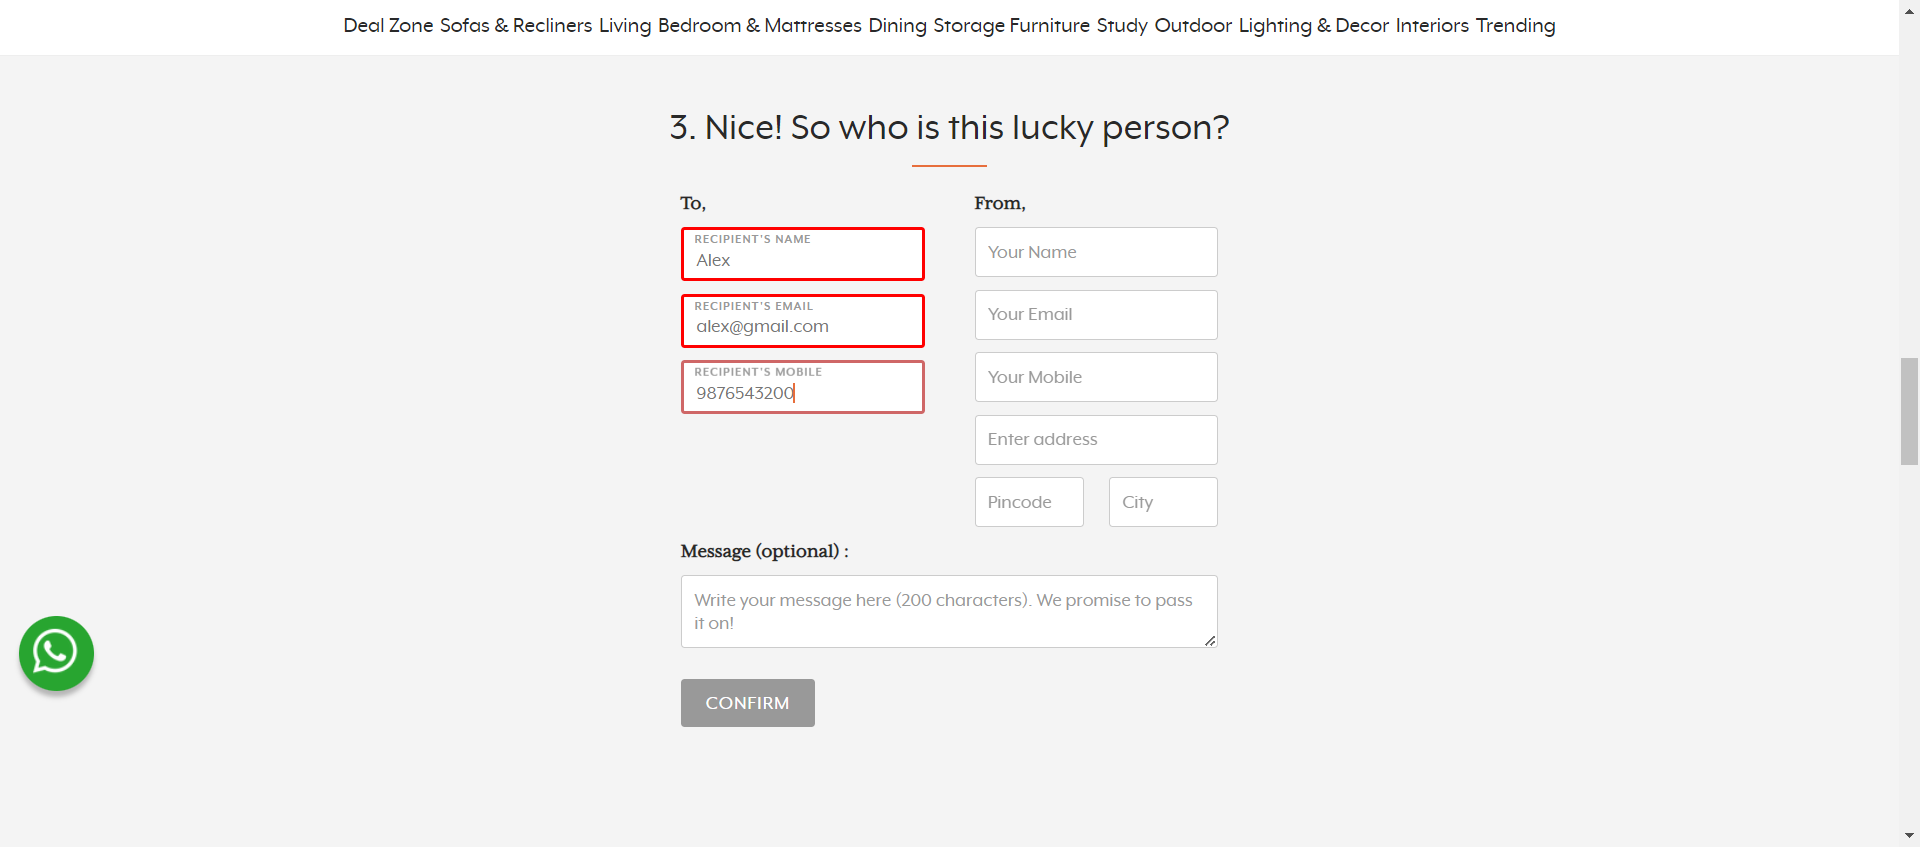 Deal Zone Sofas & Recliners Living Bedroom & Mattresses Dining Storage Furniture Study Outdoor Lighting & Decor Interiors Trending
3. Nice! So who is this lucky person?
To,
RECIPIENT'S NAME
Alex
RECIPIENT'S EMAIL
alex@gmail.com
RECIPIENT'S MOBILE
9876543200
From,
Your Name
Your Email
Your Mobile
Enter address
Pincode City
Message (optional) :
Write your message here (200 characters). We promise to pass
it on!
CONFIRM